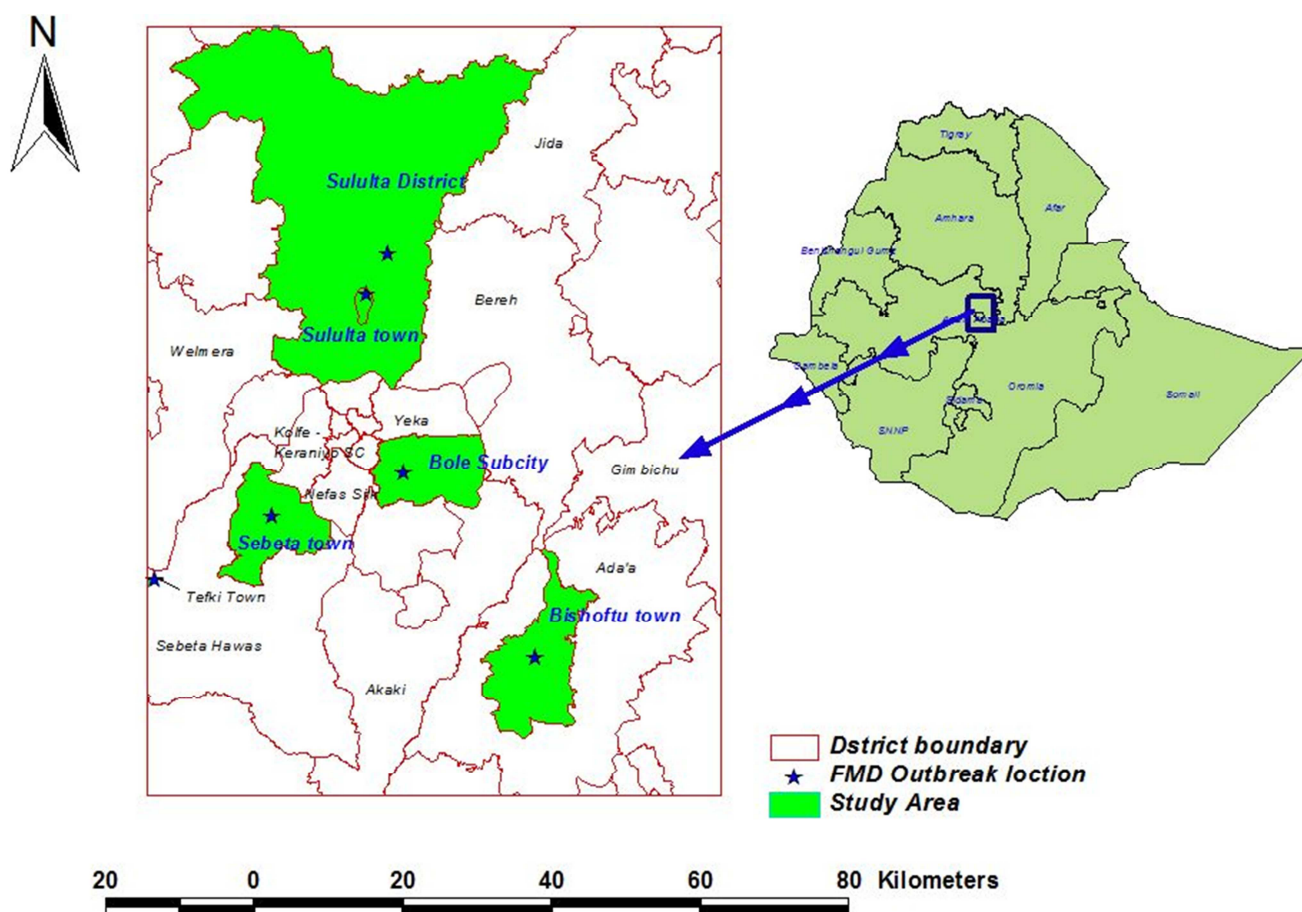 N
Jida
Sululta District
Bereh
Sululta town
Welmera
Yeka
Kolfe -
Keraniyo SC
Bole Subcity
Gim bichu
Nefas Silk
Sebeta town
Ada'a
Tefki Town
Bishoftu town
Sebeta Hawas
Akaki
Tigray
Afar
Amhara
Gambela
Oromia
Somali
SNNP
Dstrict boundary
FMD Outbreak loction
Study Area
20 0 20 40 60 80 Kilometers